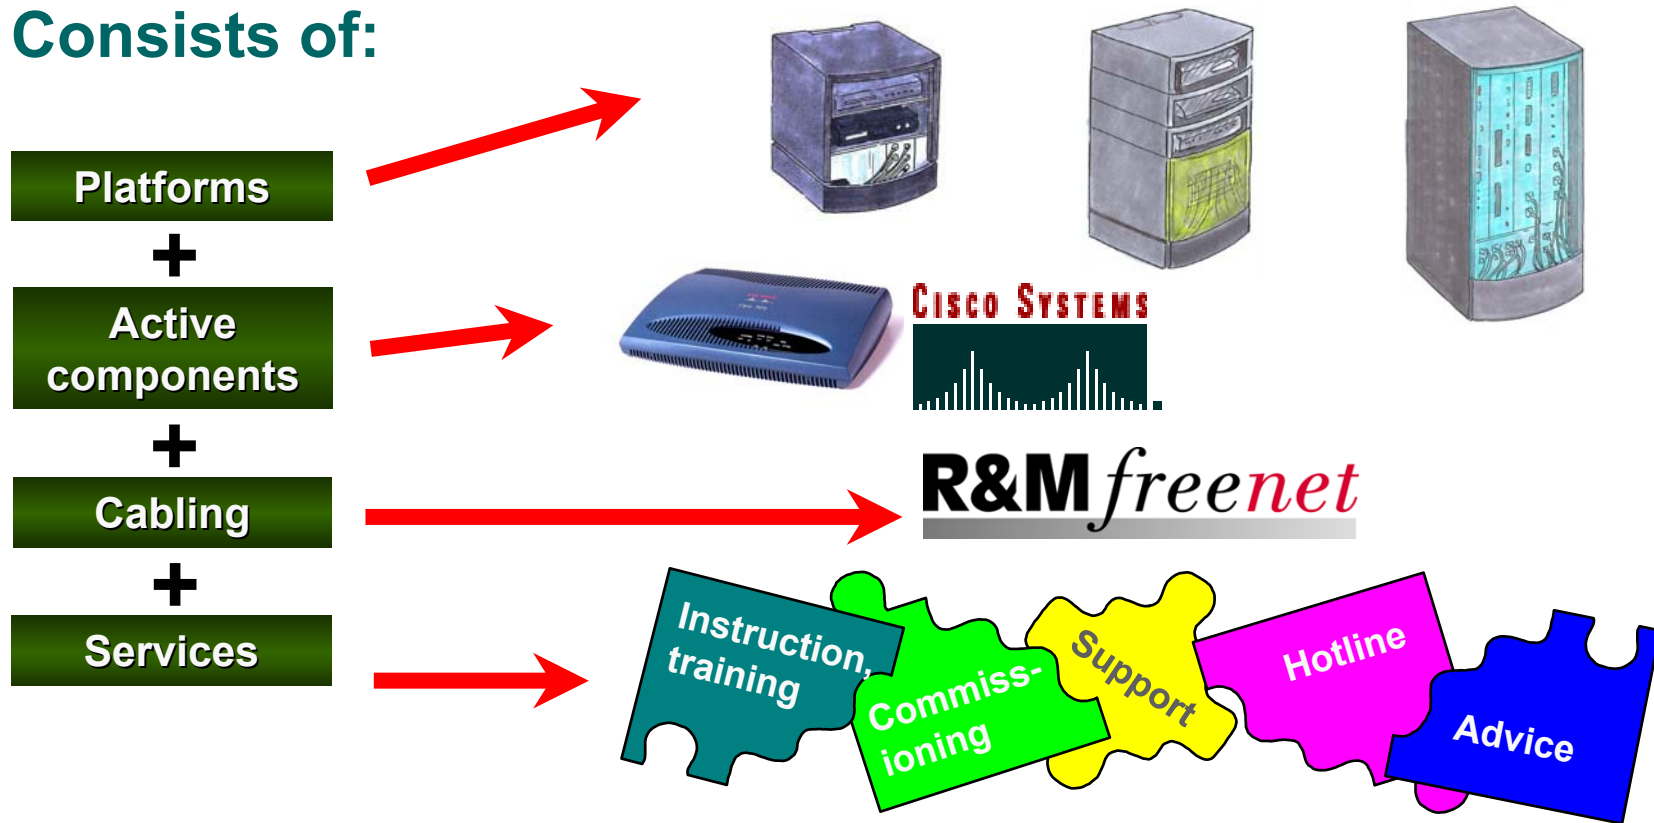 Consists of:
Platforms
+
Active
components
+
Cabling
+
Services
CISCO SYSTEMS
R&M freenet
Instruction,
training
Commiss-
ioning
Support
Hotline
Advice